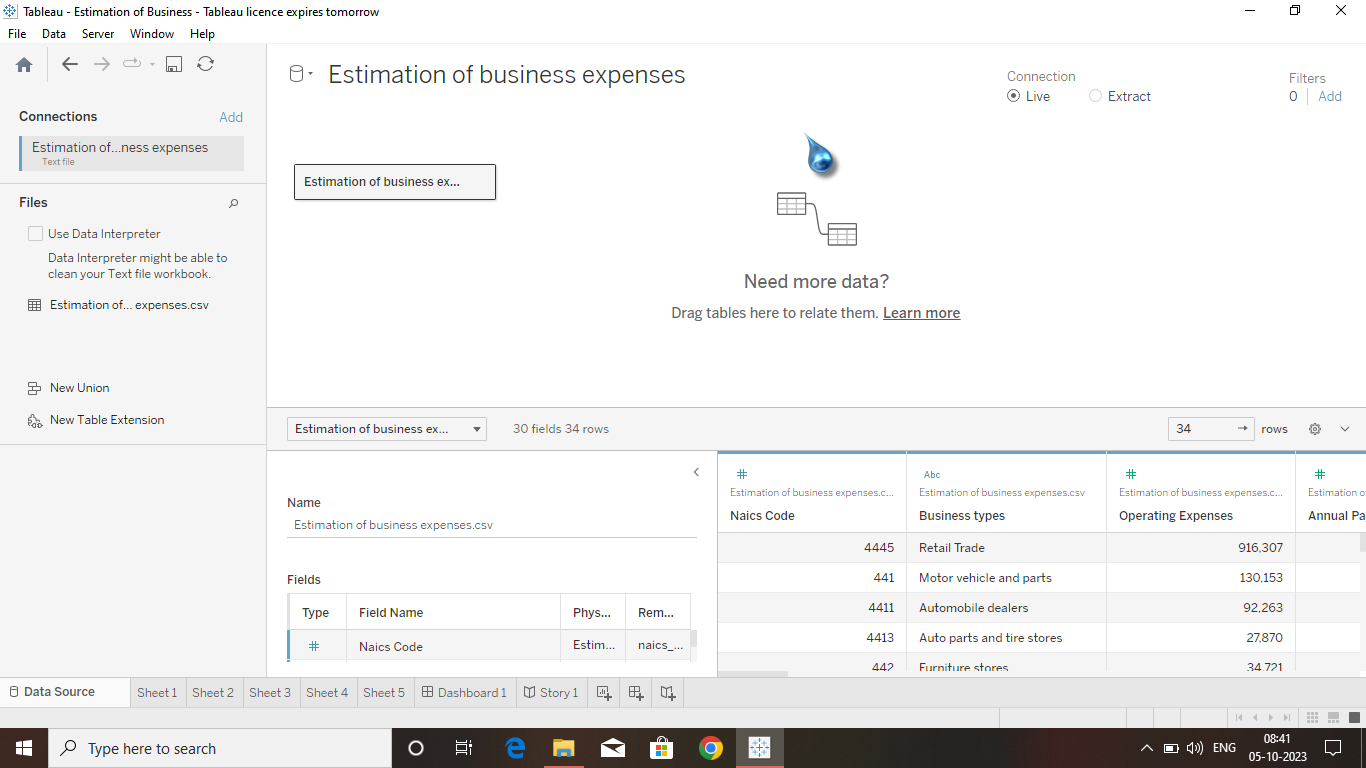 Tableau - Estimation of Business - Tableau licence expires tomorrow
File Data Server Window Help
Connections Add
Estimation of...ness expenses
Text file
Files
Use Data Interpreter
Data Interpreter might be able to
clean your Text file workbook.
Estimation of... expenses.csv
New Union
New Table Extension
Estimation of business expenses
Connection
Live Extract
Filters
0 Add
Estimation of business ex...
Need more data?
Drag tables here to relate them. Learn more
Estimation of business ex... 30 fields 34 rows 34 rows
Name
Estimation of business expenses.csv
Fields
Type Field Name Phys... Rem...
Naics Code Estim... naics_...
# Abc # #
Estimation of business expenses.c... Estimation of business expenses.csv Estimation of business expenses.c... Estimation o
Naics Code Business types Operating Expenses Annual Pa
4445 Retail Trade 916,307
441 Motor vehicle and parts 130,153
4411 Automobile dealers 92,263
4413 Auto parts and tire stores 27,870
442 Furniture stores 34,721
Data Source Sheet 1 Sheet 2 Sheet 3 Sheet 4 Sheet 5 Dashboard 1 Story 1
Type here to search
ENG
08:41
05-10-2023